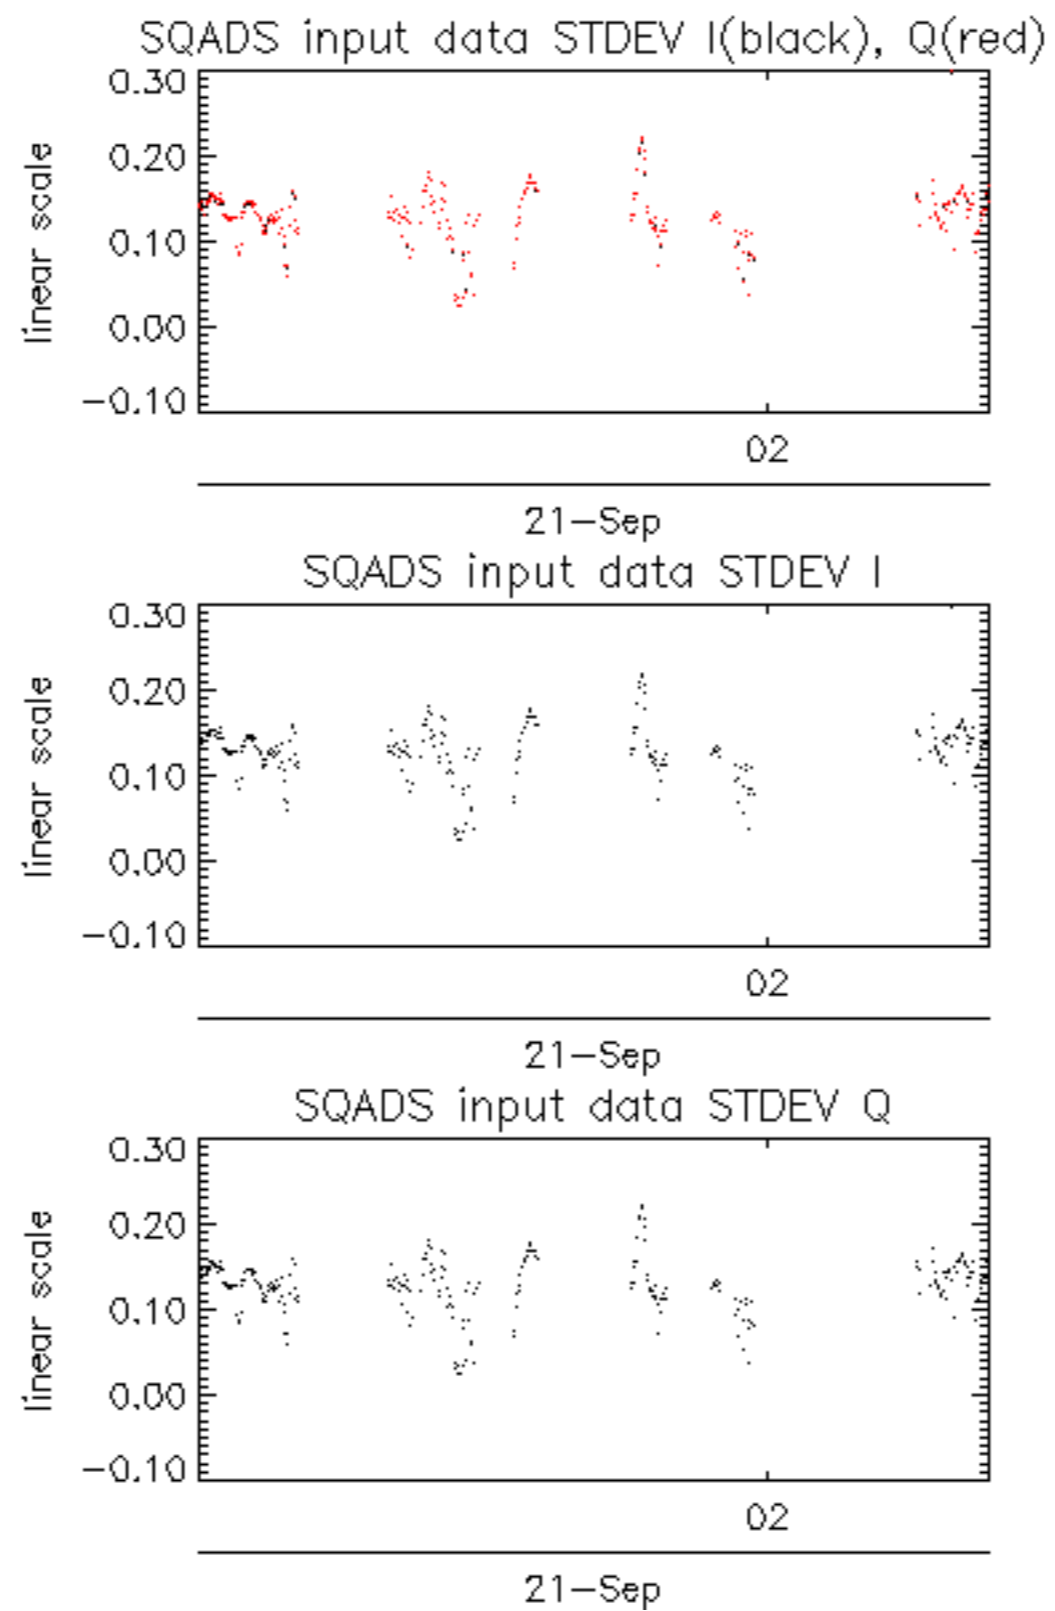 SQADS input data STDEV I(black), Q(red)
0.30
0.20
0.10
0.00
-0.10
linear scale
02
21-Sep
SQADS input data STDEV I
0.30
0.20
0.10
0.00
-0.10
linear scale
02
21-Sep
SQADS input data STDEV Q
0.30
0.20
0.10
0.00
-0.10
linear scale
02
21-Sep